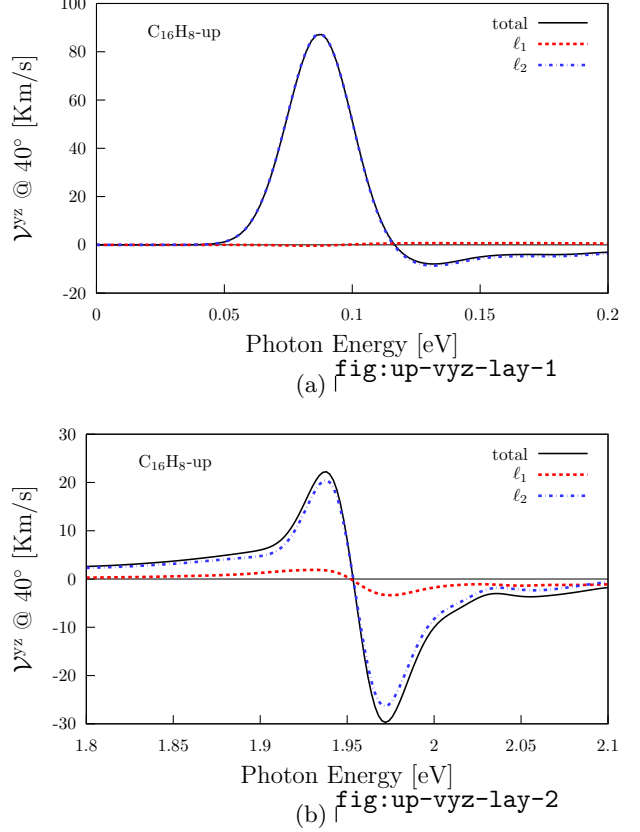 100
80
60
40
20
0
-20
𝒱ʸᶻ @ 40° [Km/s]
C₁₆H₈-up
total
ℓ₁
ℓ₂
0 0.05 0.1 0.15 0.2
Photon Energy [eV]
(a) fig:up-vyz-lay-1
30
20
10
0
-10
-20
-30
𝒱ʸᶻ @ 40° [Km/s]
C₁₆H₈-up
total
ℓ₁
ℓ₂
1.8 1.85 1.9 1.95 2 2.05 2.1
Photon Energy [eV]
(b) fig:up-vyz-lay-2